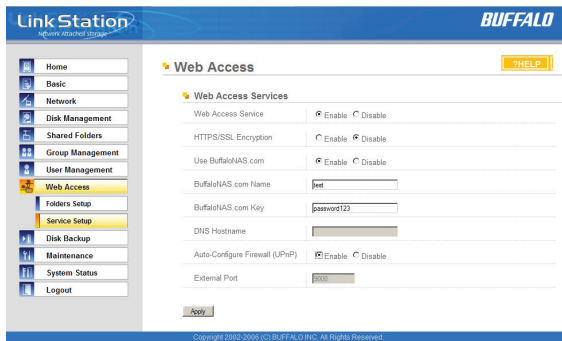 LinkStation
Network Attached Storage
BUFFALO
Home
Basic
Network
Disk Management
Shared Folders
Group Management
User Management
Web Access
Folders Setup
Service Setup
Disk Backup
Maintenance
System Status
Logout
Web Access
?HELP
Web Access Services
Web Access Service Enable Disable
HTTPS/SSL Encryption Enable Disable
Use BuffaloNAS.com Enable Disable
BuffaloNAS.com Name test
BuffaloNAS.com Key password123
DNS Hostname
Auto-Configure Firewall (UPnP) Enable Disable
External Port 9000
Apply
Copyright 2002-2006 (C) BUFFALO INC. All Rights Reserved.